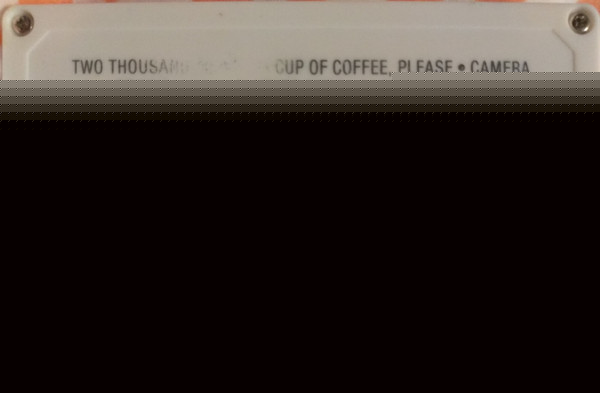 TWO THOUSAND CUP OF COFFEE, PLEASE • CAMERA